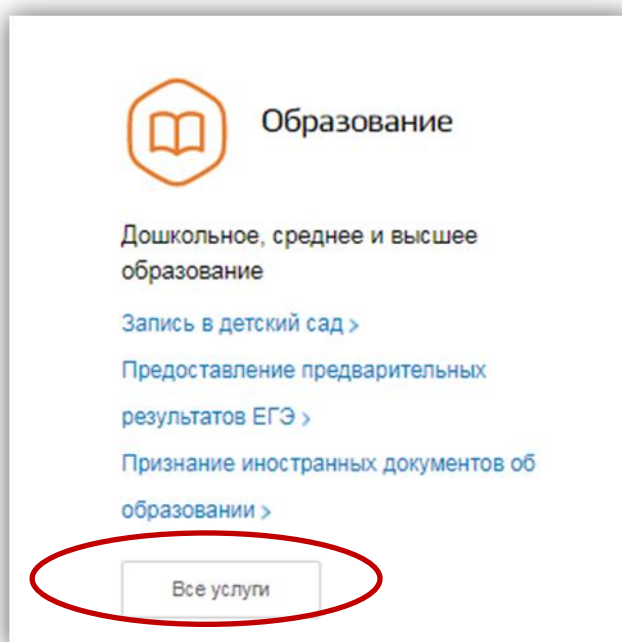 Образование
Дошкольное, среднее и высшее
образование
Запись в детский сад >
Предоставление предварительных
результатов ЕГЭ >
Признание иностранных документов об
образовании >
Все услуги